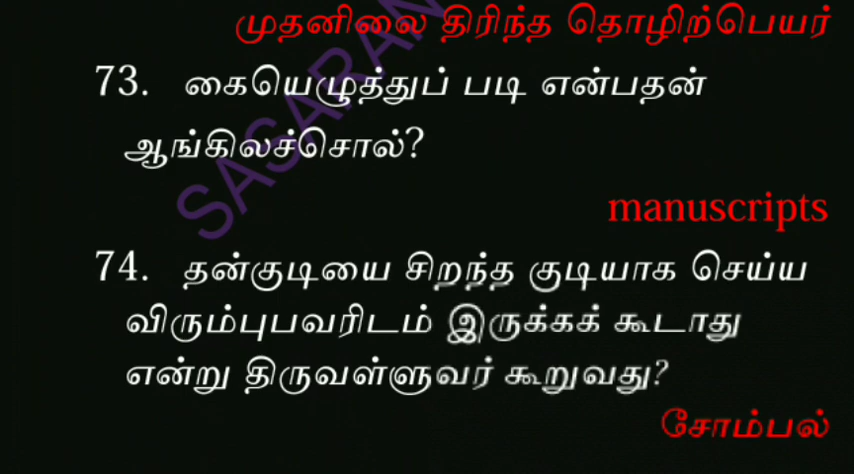 முதனிலை திரிந்த தொழிற்பெயர்
73. கையெழுத்துப் படி என்பதன்
ஆங்கிலச்சொல்?
manuscripts
74. தன்குடியை சிறந்த குடியாக செய்ய
விரும்புபவரிடம் இருக்கக் கூடாது
என்று திருவள்ளுவர் கூறுவது?
சோம்பல்
SAGARAN